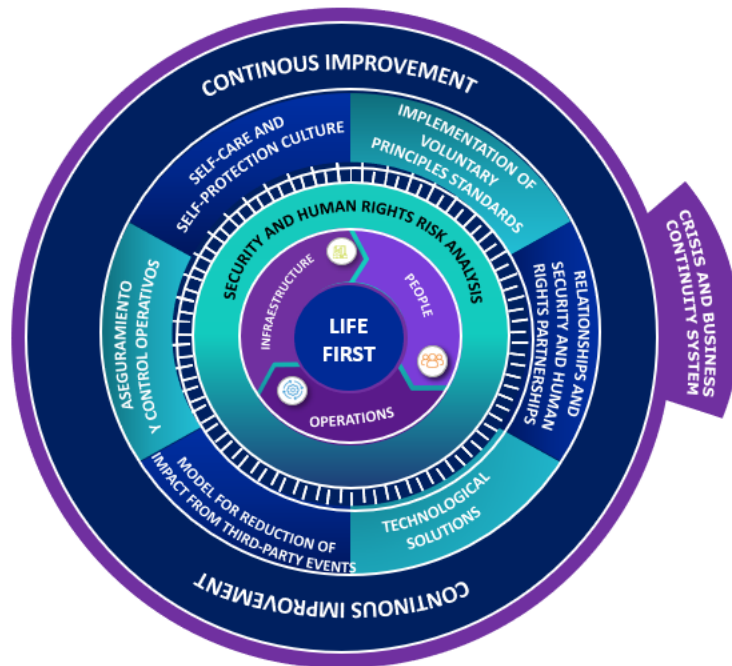 CONTINOUS IMPROVEMENT
SELF-CARE AND
SELF-PROTECTION CULTURE
IMPLEMENTATION OF
VOLUNTARY
PRINCIPLES STANDARDS
RELATIONSHIPS AND
SECURITY AND HUMAN
RIGHTS PARTNERSHIPS
TECHNOLOGICAL
SOLUTIONS
MODEL FOR REDUCTION OF
IMPACT FROM THIRD-PARTY EVENTS
ASEGURAMIENTO
Y CONTROL OPERATIVOS
SECURITY AND HUMAN RIGHTS RISK ANALYSIS
INFRAESTRUCTURE
PEOPLE
OPERATIONS
LIFE
FIRST
CONTINOUS IMPROVEMENT
CRISIS AND BUSINESS
CONTINUITY SYSTEM